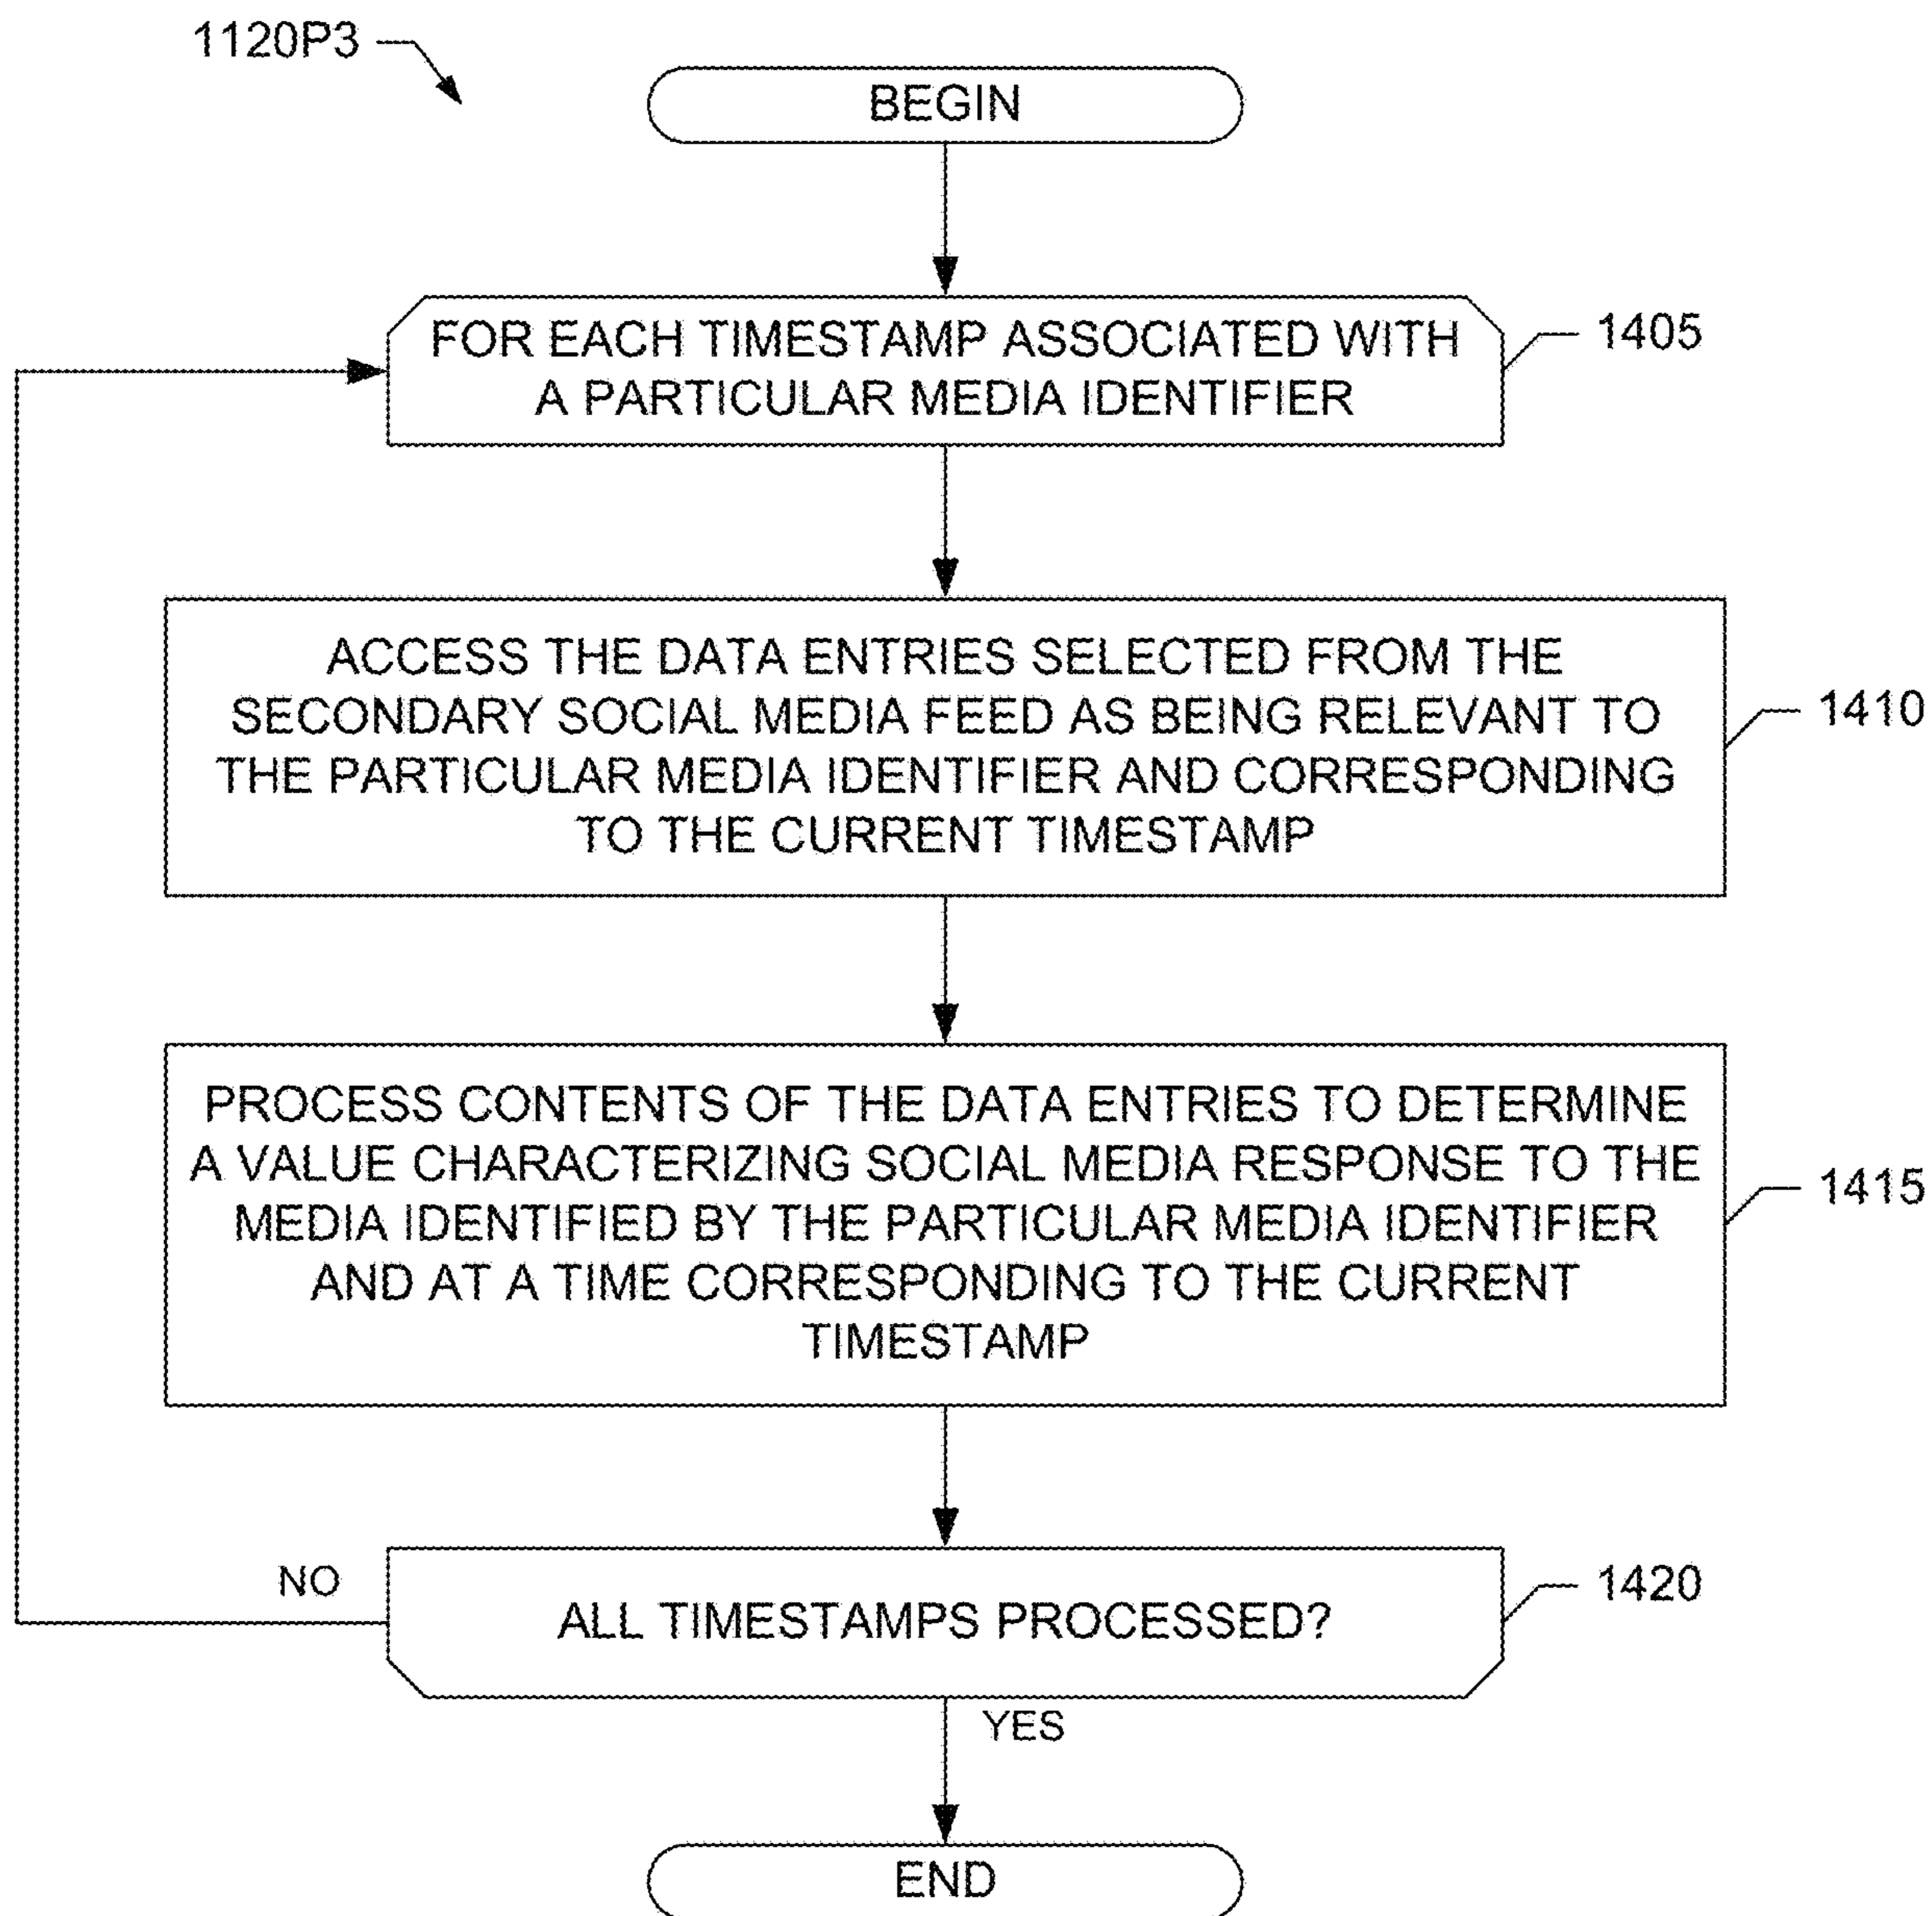 1120P3
BEGIN
FOR EACH TIMESTAMP ASSOCIATED WITH
A PARTICULAR MEDIA IDENTIFIER
1405
ACCESS THE DATA ENTRIES SELECTED FROM THE
SECONDARY SOCIAL MEDIA FEED AS BEING RELEVANT TO
THE PARTICULAR MEDIA IDENTIFIER AND CORRESPONDING
TO THE CURRENT TIMESTAMP
1410
PROCESS CONTENTS OF THE DATA ENTRIES TO DETERMINE
A VALUE CHARACTERIZING SOCIAL MEDIA RESPONSE TO THE
MEDIA IDENTIFIED BY THE PARTICULAR MEDIA IDENTIFIER
AND AT A TIME CORRESPONDING TO THE CURRENT
TIMESTAMP
1415
NO
ALL TIMESTAMPS PROCESSED?
1420
YES
END